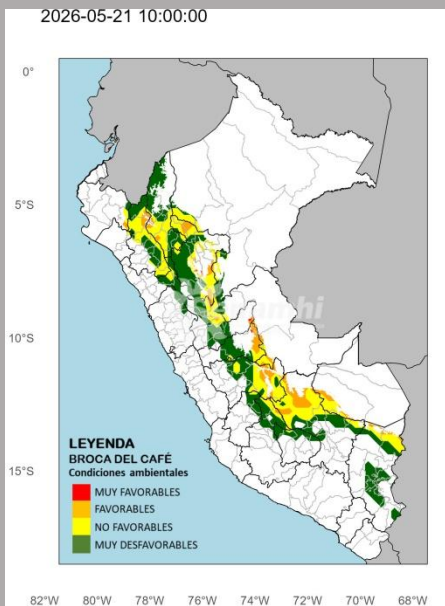 2026-05-21 10:00:00
0°
5°S
10°S
15°S
senamhi
LEYENDA
BROCA DEL CAFÉ
Condiciones ambientales
MUY FAVORABLES
FAVORABLES
NO FAVORABLES
MUY DESFAVORABLES
82°W 80°W 78°W 76°W 74°W 72°W 70°W 68°W